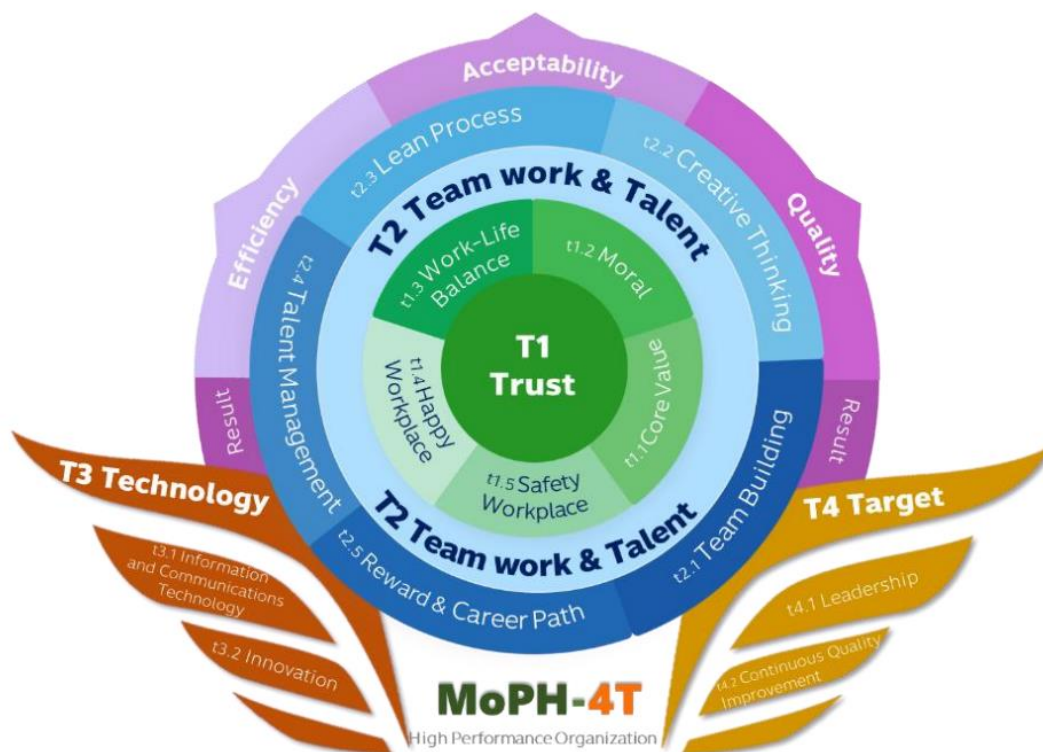 Acceptability
Efficiency
Quality
Result
Result
t2.3 Lean Process
t2.2 Creative Thinking
t2.4 Talent Management
t2.1 Team Building
t2.5 Reward & Career Path
T2 Team work & Talent
T2 Team work & Talent
t1.3 Work-Life
Balance
t1.2 Moral
t1.4 Happy
Workplace
t1.1 Core Value
t1.5 Safety
Workplace
T1
Trust
T3 Technology
t3.1 Information
and Communications
Technology
t3.2 Innovation
T4 Target
t4.1 Leadership
t4.2 Continuous Quality
Improvement
MoPH-4T
High Performance Organization